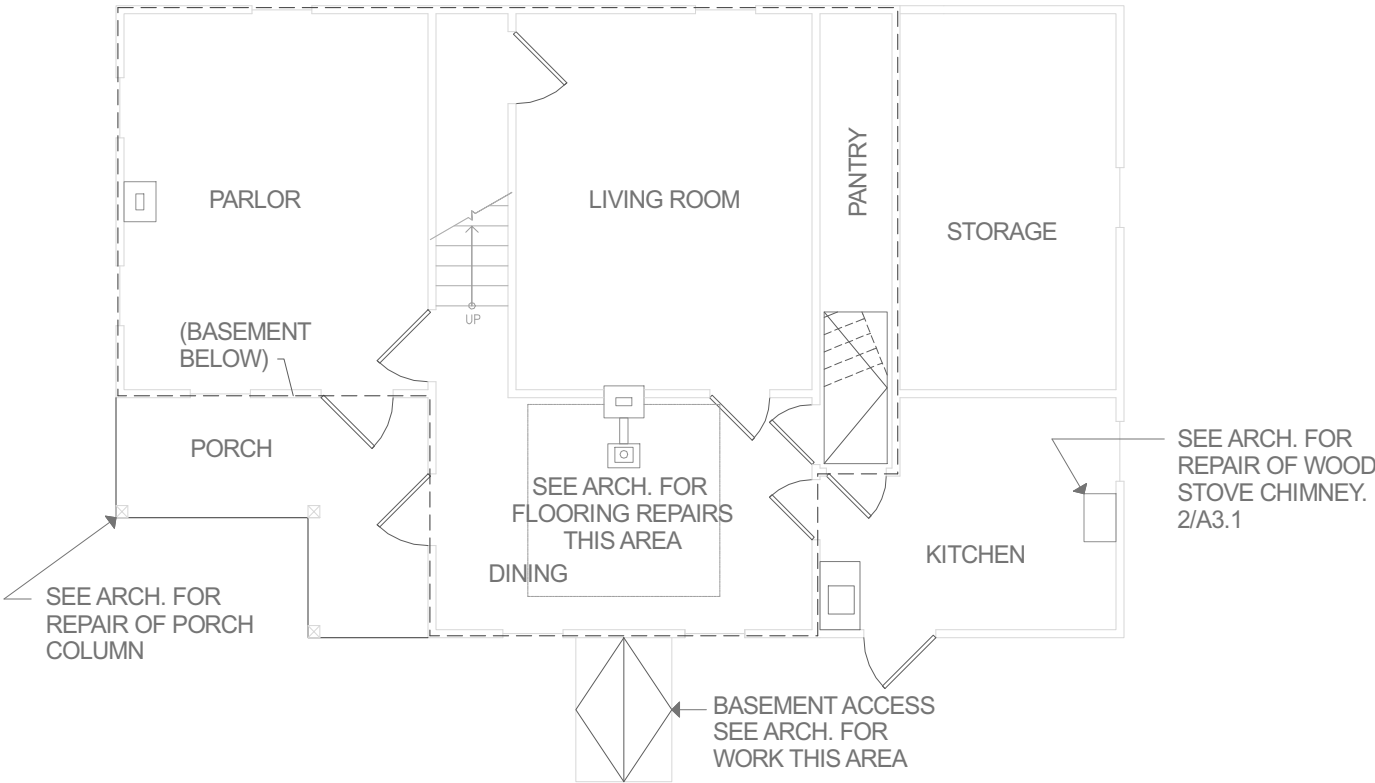 PARLOR
LIVING ROOM
PANTRY
STORAGE
UP
(BASEMENT
BELOW)
PORCH
SEE ARCH. FOR
FLOORING REPAIRS
THIS AREA
DINING
KITCHEN
SEE ARCH. FOR
REPAIR OF WOOD
STOVE CHIMNEY.
2/A3.1
SEE ARCH. FOR
REPAIR OF PORCH
COLUMN
BASEMENT ACCESS
SEE ARCH. FOR
WORK THIS AREA